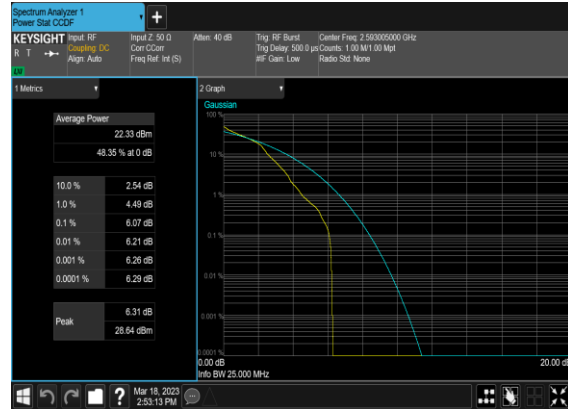 Spectrum Analyzer 1
Power Stat CCDF
+
KEYSIGHT Input: RF Input Z: 50 Ω Atten: 40 dB Trig: RF Burst Center Freq: 2.593005000 GHz
R T Coupling: DC Corr CCorr Trig Delay: 500.0 µs Counts: 1.00 M/1.00 Mpt
Align: Auto Freq Ref: Int (S) #IF Gain: Low Radio Std: None
1 Metrics
2 Graph
Average Power
22.33 dBm
48.35 % at 0 dB
10.0 % 2.54 dB
1.0 % 4.49 dB
0.1 % 6.07 dB
0.01 % 6.21 dB
0.001 % 6.26 dB
0.0001 % 6.29 dB
Peak 6.31 dB
28.64 dBm
Gaussian
100 %
10 %
1 %
0.1 %
0.01 %
0.001 %
0.0001 %
0.00 dB 20.00 dB
Info BW 25.000 MHz
? Mar 18, 2023
2:53:13 PM